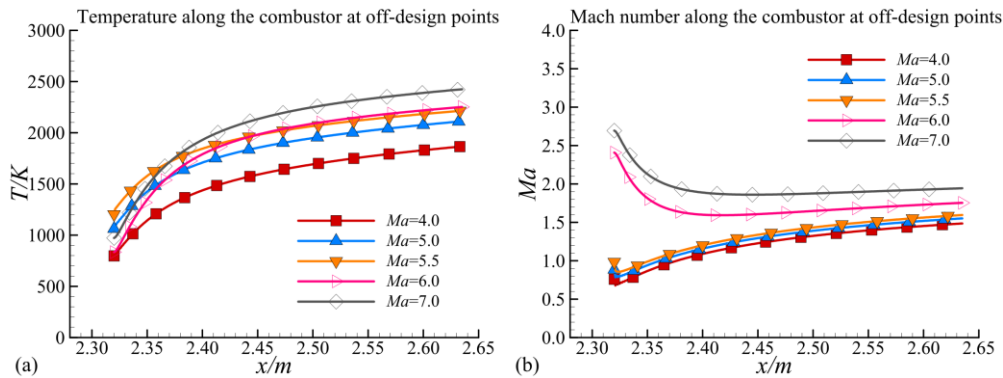 Temperature along the combustor at off-design points
3000
2500
2000
1500
1000
500
0
T/K
Ma=4.0
Ma=5.0
Ma=5.5
Ma=6.0
Ma=7.0
2.30 2.35 2.40 2.45 2.50 2.55 2.60 2.65
(a)
x/m
Mach number along the combustor at off-design points
4.0
3.5
3.0
2.5
2.0
1.5
1.0
0.5
0.0
Ma
Ma=4.0
Ma=5.0
Ma=5.5
Ma=6.0
Ma=7.0
2.30 2.35 2.40 2.45 2.50 2.55 2.60 2.65
(b)
x/m